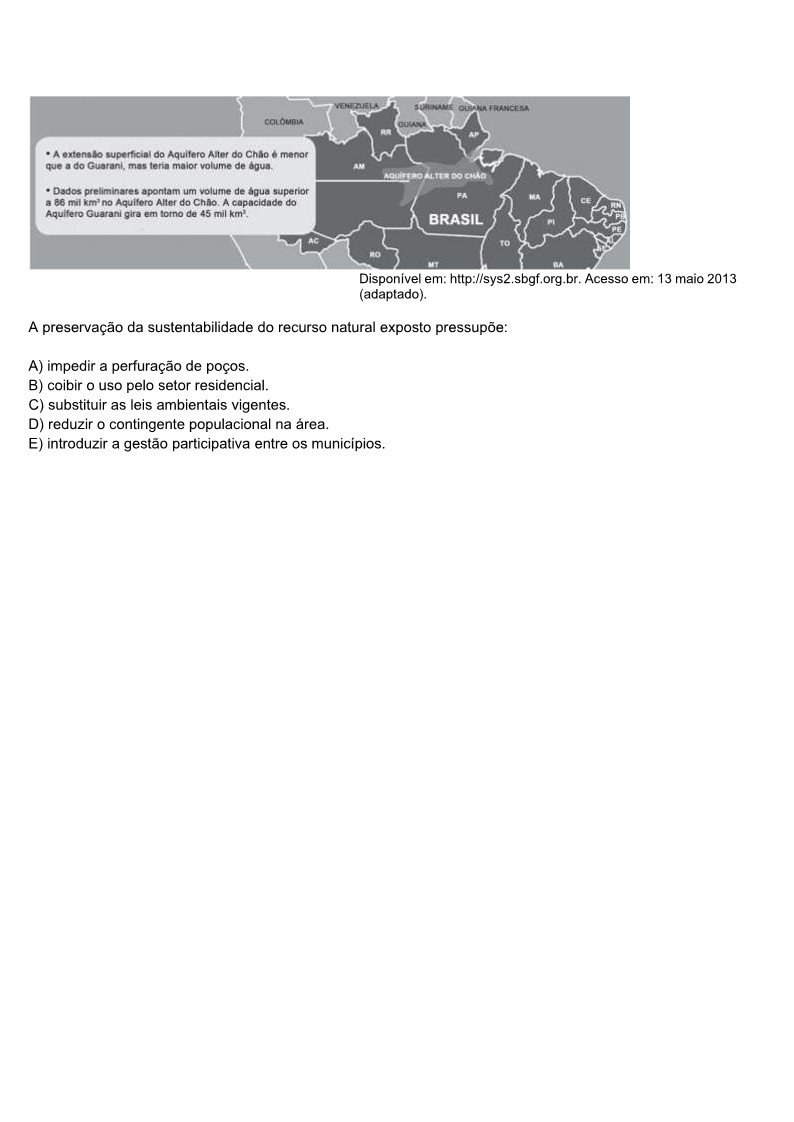 VENEZUELA
SURINAME GUIANA FRANCESA
COLÔMBIA
GUIANA
RR
AP
• A extensão superficial do Aquífero Alter do Chão é menor
que a do Guarani, mas teria maior volume de água.
• Dados preliminares apontam um volume de água superior
a 86 mil km³ no Aquífero Alter do Chão. A capacidade do
Aquífero Guarani gira em torno de 45 mil km³.
AM
AQUÍFERO ALTER DO CHÃO
PA
MA
CE
RN
PB
PI
PE
BRASIL
AC
RO
TO
MT
BA
Disponível em: http://sys2.sbgf.org.br. Acesso em: 13 maio 2013
(adaptado).
A preservação da sustentabilidade do recurso natural exposto pressupõe:
A) impedir a perfuração de poços.
B) coibir o uso pelo setor residencial.
C) substituir as leis ambientais vigentes.
D) reduzir o contingente populacional na área.
E) introduzir a gestão participativa entre os municípios.